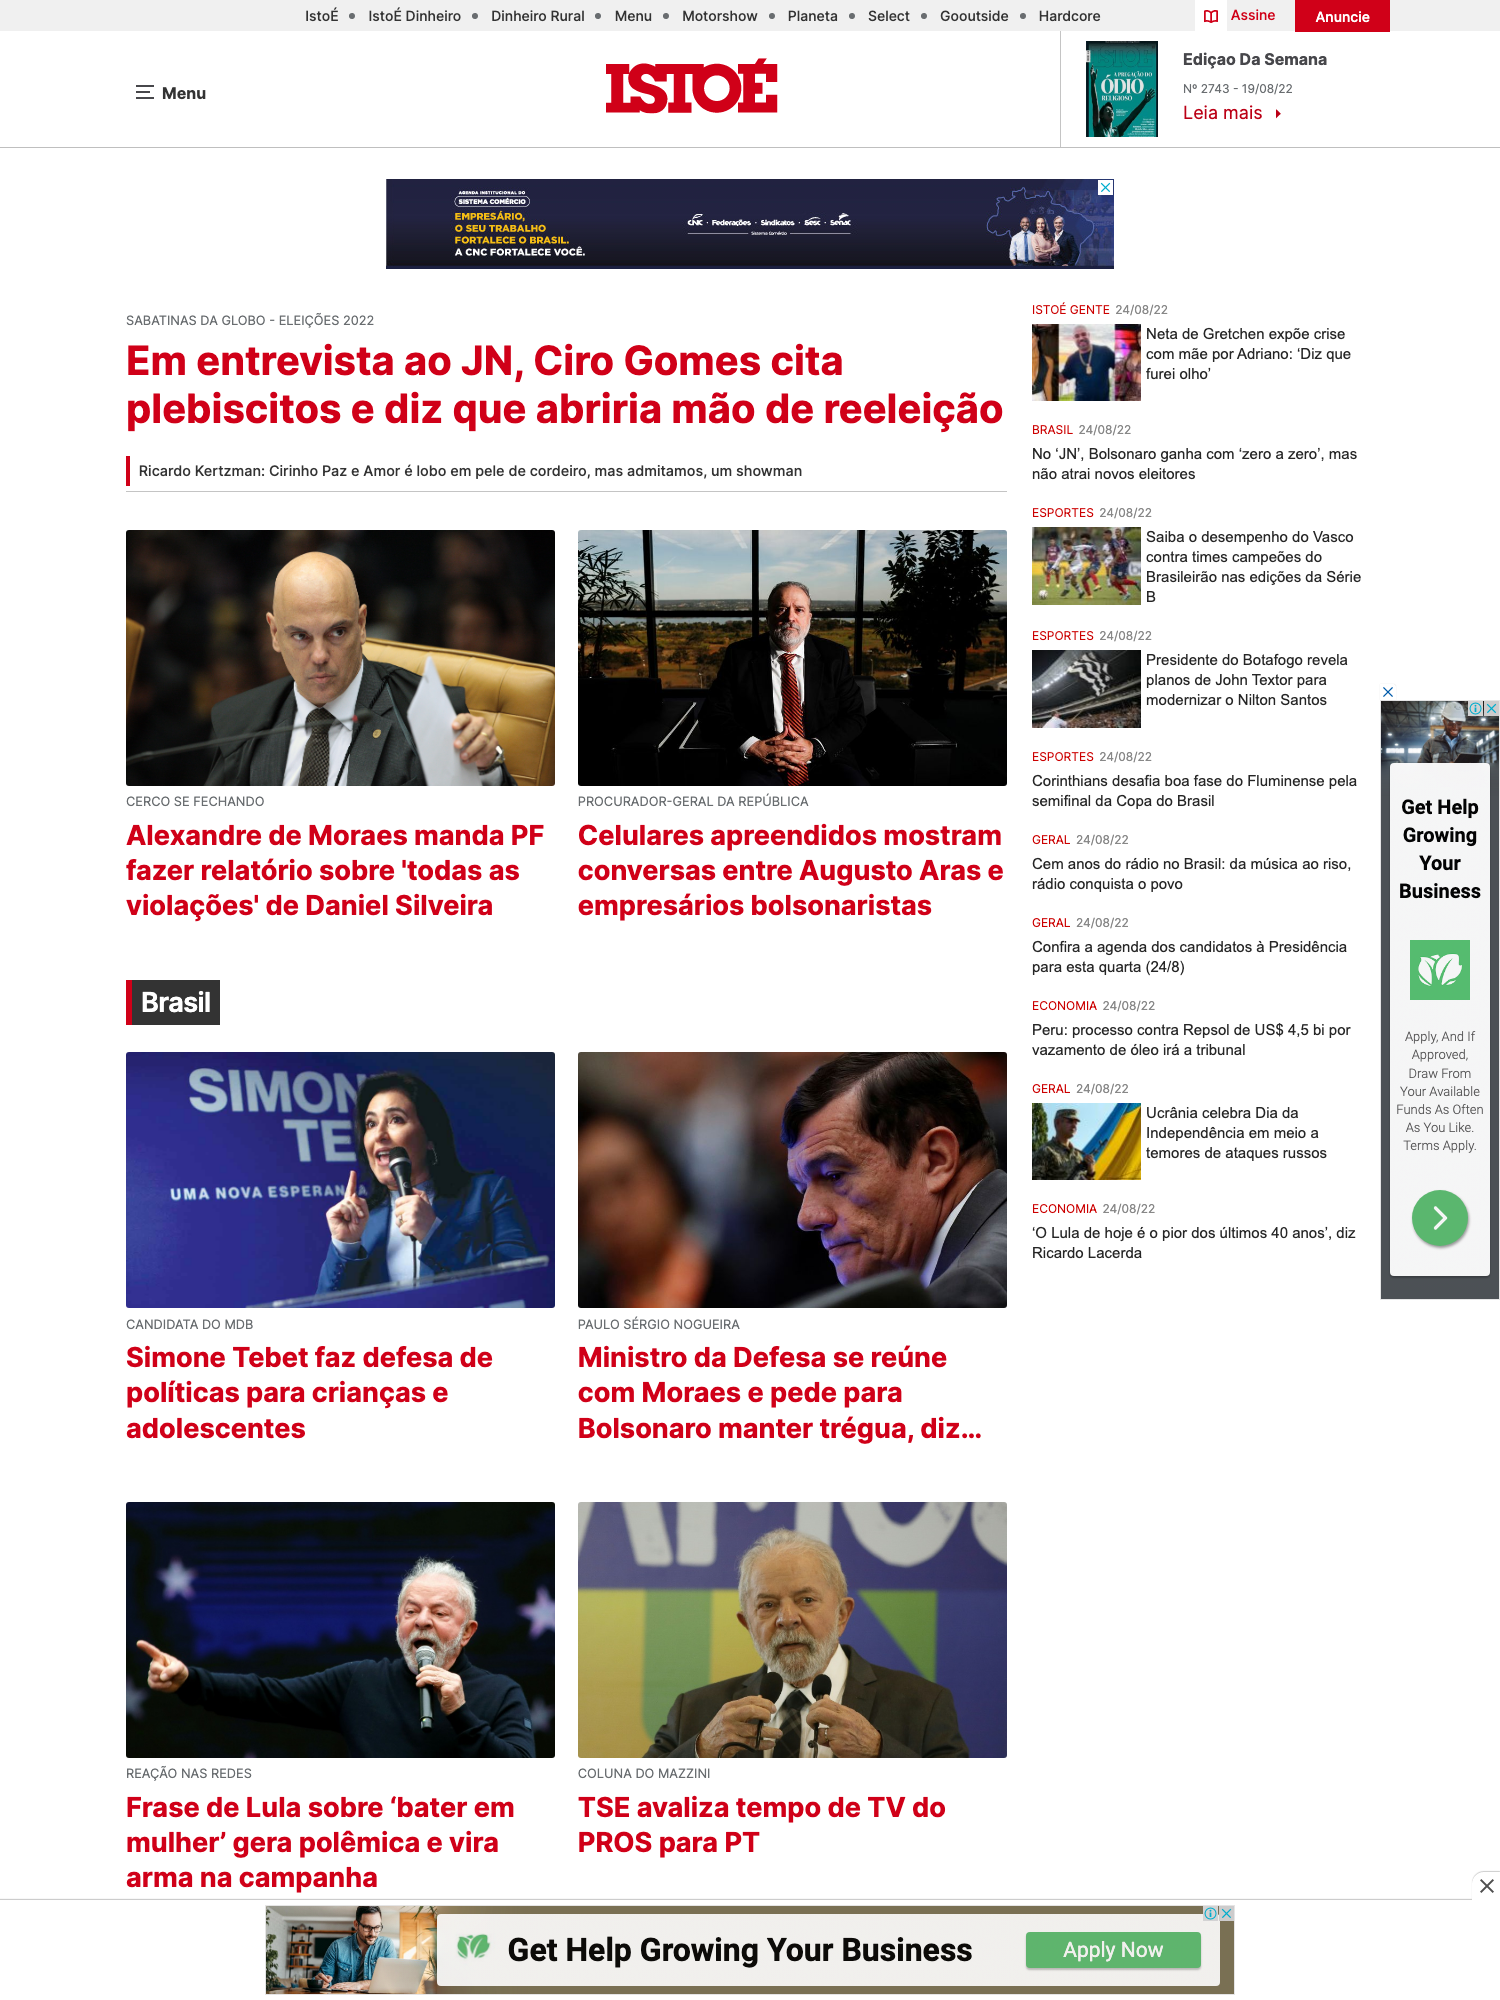 IstoÉ • IstoÉ Dinheiro • Dinheiro Rural • Menu • Motorshow • Planeta • Select • Gooutside • Hardcore
Assine
Anuncie
Menu
ISTOÉ
A PREGAÇÃO DO
ÓDIO
RELIGIOSO
Ediçao Da Semana
Nº 2743 - 19/08/22
Leia mais
AGENDA INSTITUCIONAL DO
SISTEMA COMÉRCIO
EMPRESÁRIO,
O SEU TRABALHO
FORTALECE O BRASIL.
A CNC FORTALECE VOCÊ.
CNC · Federações · Sindicatos · Sesc · Senac
Sistema Comércio
SABATINAS DA GLOBO - ELEIÇÕES 2022
Em entrevista ao JN, Ciro Gomes cita
plebiscitos e diz que abriria mão de reeleição
Ricardo Kertzman: Cirinho Paz e Amor é lobo em pele de cordeiro, mas admitamos, um showman
CERCO SE FECHANDO
Alexandre de Moraes manda PF
fazer relatório sobre 'todas as
violações' de Daniel Silveira
PROCURADOR-GERAL DA REPÚBLICA
Celulares apreendidos mostram
conversas entre Augusto Aras e
empresários bolsonaristas
Brasil
SIMON
TE
UMA NOVA ESPERANÇA
CANDIDATA DO MDB
Simone Tebet faz defesa de
políticas para crianças e
adolescentes
PAULO SÉRGIO NOGUEIRA
Ministro da Defesa se reúne
com Moraes e pede para
Bolsonaro manter trégua, diz...
REAÇÃO NAS REDES
Frase de Lula sobre ‘bater em
mulher’ gera polêmica e vira
arma na campanha
COLUNA DO MAZZINI
TSE avaliza tempo de TV do
PROS para PT
ISTOÉ GENTE 24/08/22
Neta de Gretchen expõe crise
com mãe por Adriano: ‘Diz que
furei olho’
BRASIL 24/08/22
No ‘JN’, Bolsonaro ganha com ‘zero a zero’, mas
não atrai novos eleitores
ESPORTES 24/08/22
Saiba o desempenho do Vasco
contra times campeões do
Brasileirão nas edições da Série
B
ESPORTES 24/08/22
Presidente do Botafogo revela
planos de John Textor para
modernizar o Nilton Santos
ESPORTES 24/08/22
Corinthians desafia boa fase do Fluminense pela
semifinal da Copa do Brasil
GERAL 24/08/22
Cem anos do rádio no Brasil: da música ao riso,
rádio conquista o povo
GERAL 24/08/22
Confira a agenda dos candidatos à Presidência
para esta quarta (24/8)
ECONOMIA 24/08/22
Peru: processo contra Repsol de US$ 4,5 bi por
vazamento de óleo irá a tribunal
GERAL 24/08/22
Ucrânia celebra Dia da
Independência em meio a
temores de ataques russos
ECONOMIA 24/08/22
‘O Lula de hoje é o pior dos últimos 40 anos’, diz
Ricardo Lacerda
Get Help
Growing
Your
Business
Apply, And If
Approved,
Draw From
Your Available
Funds As Often
As You Like.
Terms Apply.
Get Help Growing Your Business
Apply Now